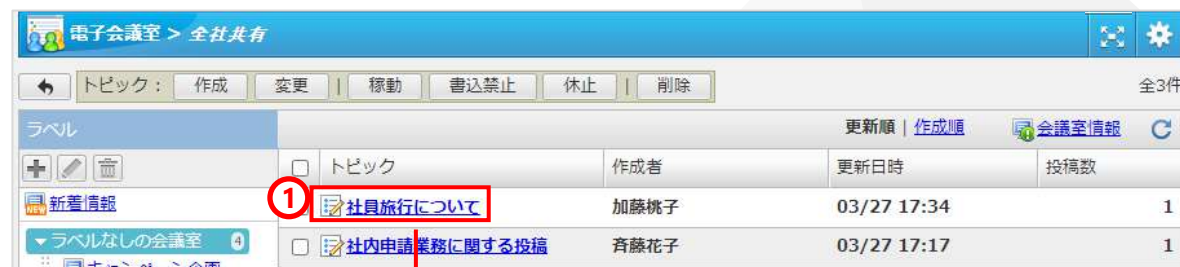 電子会議室 > 全社共有
トピック： 作成 変更 | 稼動 書込禁止 休止 | 削除 全3件
ラベル 更新順 | 作成順 会議室情報
トピック 作成者 更新日時 投稿数
新着情報 ① 社員旅行について 加藤桃子 03/27 17:34 1
▼ラベルなしの会議室 4 社内申請業務に関する投稿 斉藤花子 03/27 17:17 1